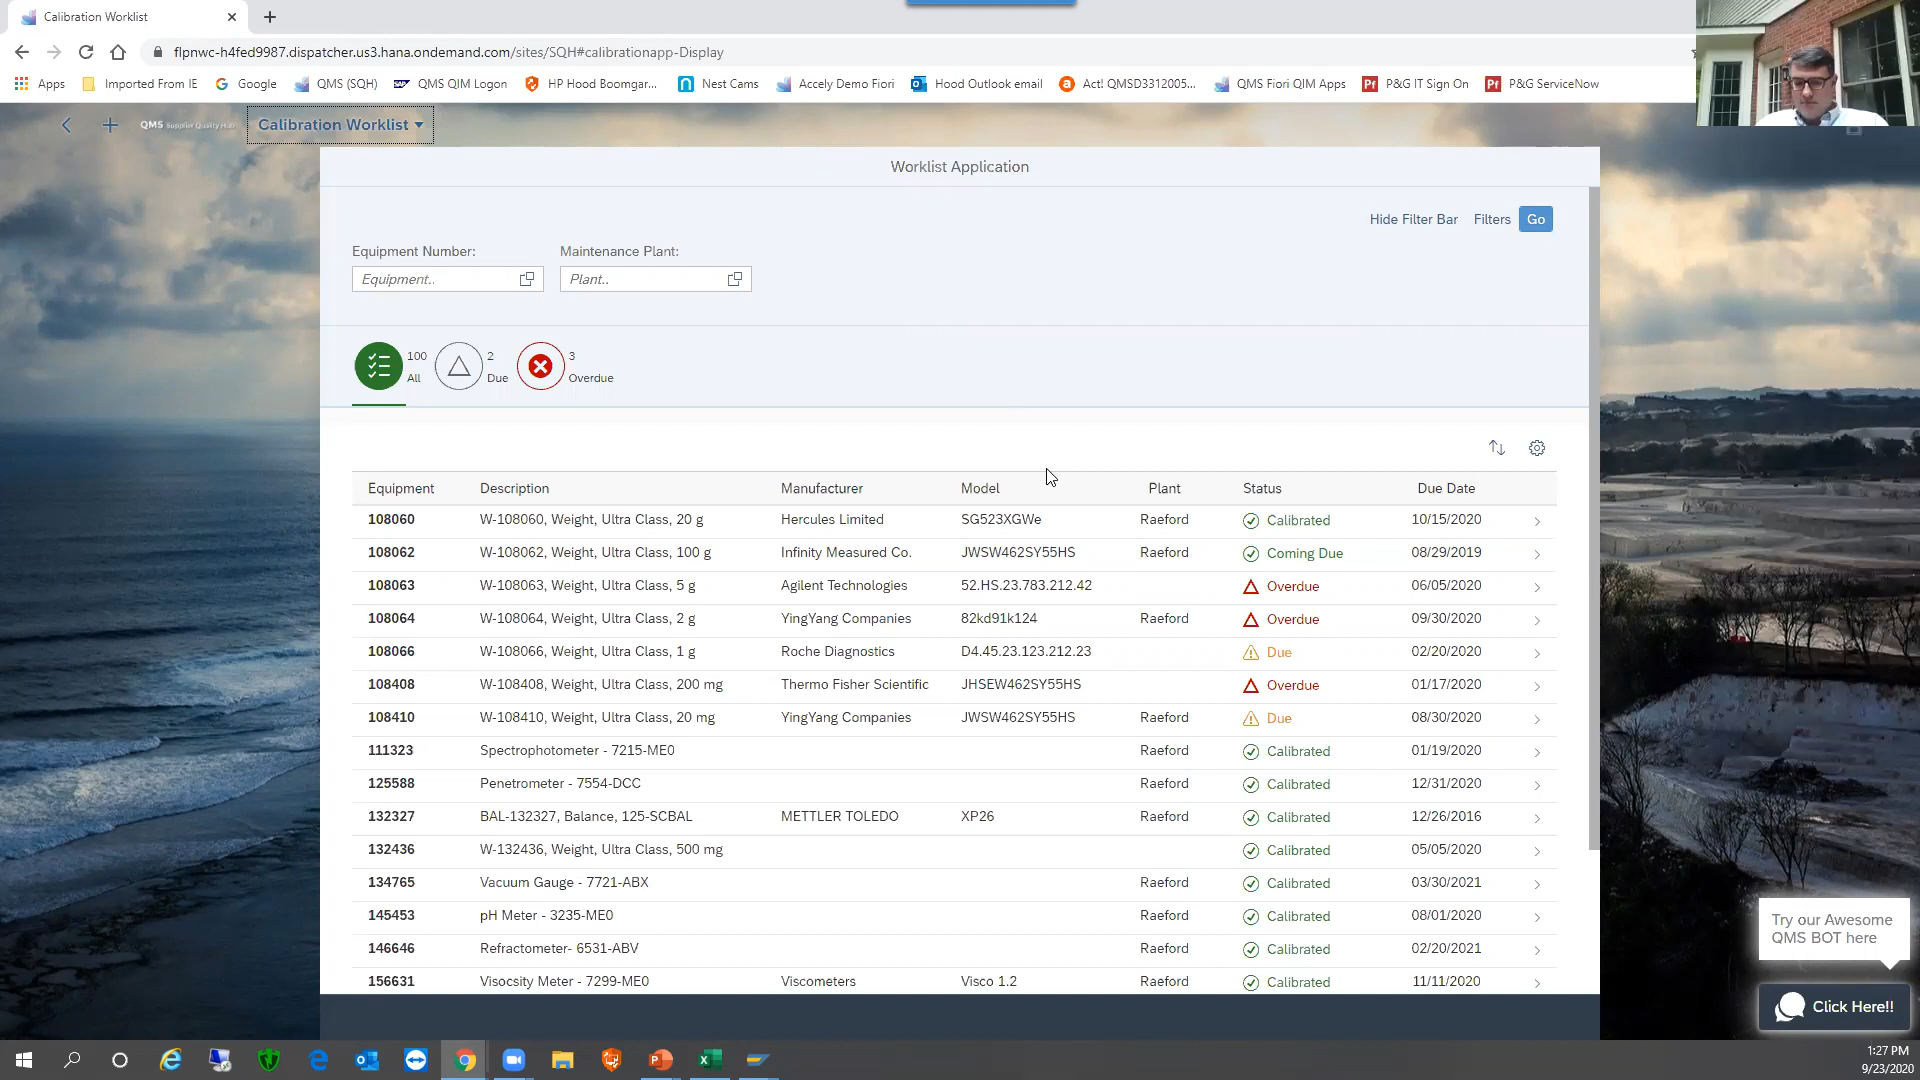 Calibration Worklist
flpnwc-h4fed9987.dispatcher.us3.hana.ondemand.com/sites/SQH#calibrationapp-Display
Apps Imported From IE Google QMS (SQH) QMS QIM Logon HP Hood Boomgar... Nest Cams Accely Demo Fiori Hood Outlook email Act! QMSD3312005... QMS Fiori QIM Apps P&G IT Sign On P&G ServiceNow
QMS Supplier Quality Hub Calibration Worklist
Worklist Application
Hide Filter Bar Filters Go
Equipment Number: Maintenance Plant:
Equipment.. Plant..
100 2 3
All Due Overdue
Equipment Description Manufacturer Model Plant Status Due Date
108060 W-108060, Weight, Ultra Class, 20 g Hercules Limited SG523XGWe Raeford Calibrated 10/15/2020
108062 W-108062, Weight, Ultra Class, 100 g Infinity Measured Co. JWSW462SY55HS Raeford Coming Due 08/29/2019
108063 W-108063, Weight, Ultra Class, 5 g Agilent Technologies 52.HS.23.783.212.42 Overdue 06/05/2020
108064 W-108064, Weight, Ultra Class, 2 g YingYang Companies 82kd91k124 Raeford Overdue 09/30/2020
108066 W-108066, Weight, Ultra Class, 1 g Roche Diagnostics D4.45.23.123.212.23 Due 02/20/2020
108408 W-108408, Weight, Ultra Class, 200 mg Thermo Fisher Scientific JHSEW462SY55HS Overdue 01/17/2020
108410 W-108410, Weight, Ultra Class, 20 mg YingYang Companies JWSW462SY55HS Raeford Due 08/30/2020
111323 Spectrophotometer - 7215-ME0 Raeford Calibrated 01/19/2020
125588 Penetrometer - 7554-DCC Raeford Calibrated 12/31/2020
132327 BAL-132327, Balance, 125-SCBAL METTLER TOLEDO XP26 Raeford Calibrated 12/26/2016
132436 W-132436, Weight, Ultra Class, 500 mg Calibrated 05/05/2020
134765 Vacuum Gauge - 7721-ABX Raeford Calibrated 03/30/2021
145453 pH Meter - 3235-ME0 Raeford Calibrated 08/01/2020
146646 Refractometer- 6531-ABV Raeford Calibrated 02/20/2021
156631 Visocsity Meter - 7299-ME0 Viscometers Visco 1.2 Raeford Calibrated 11/11/2020
Try our Awesome
QMS BOT here
Click Here!!
1:27 PM
9/23/2020